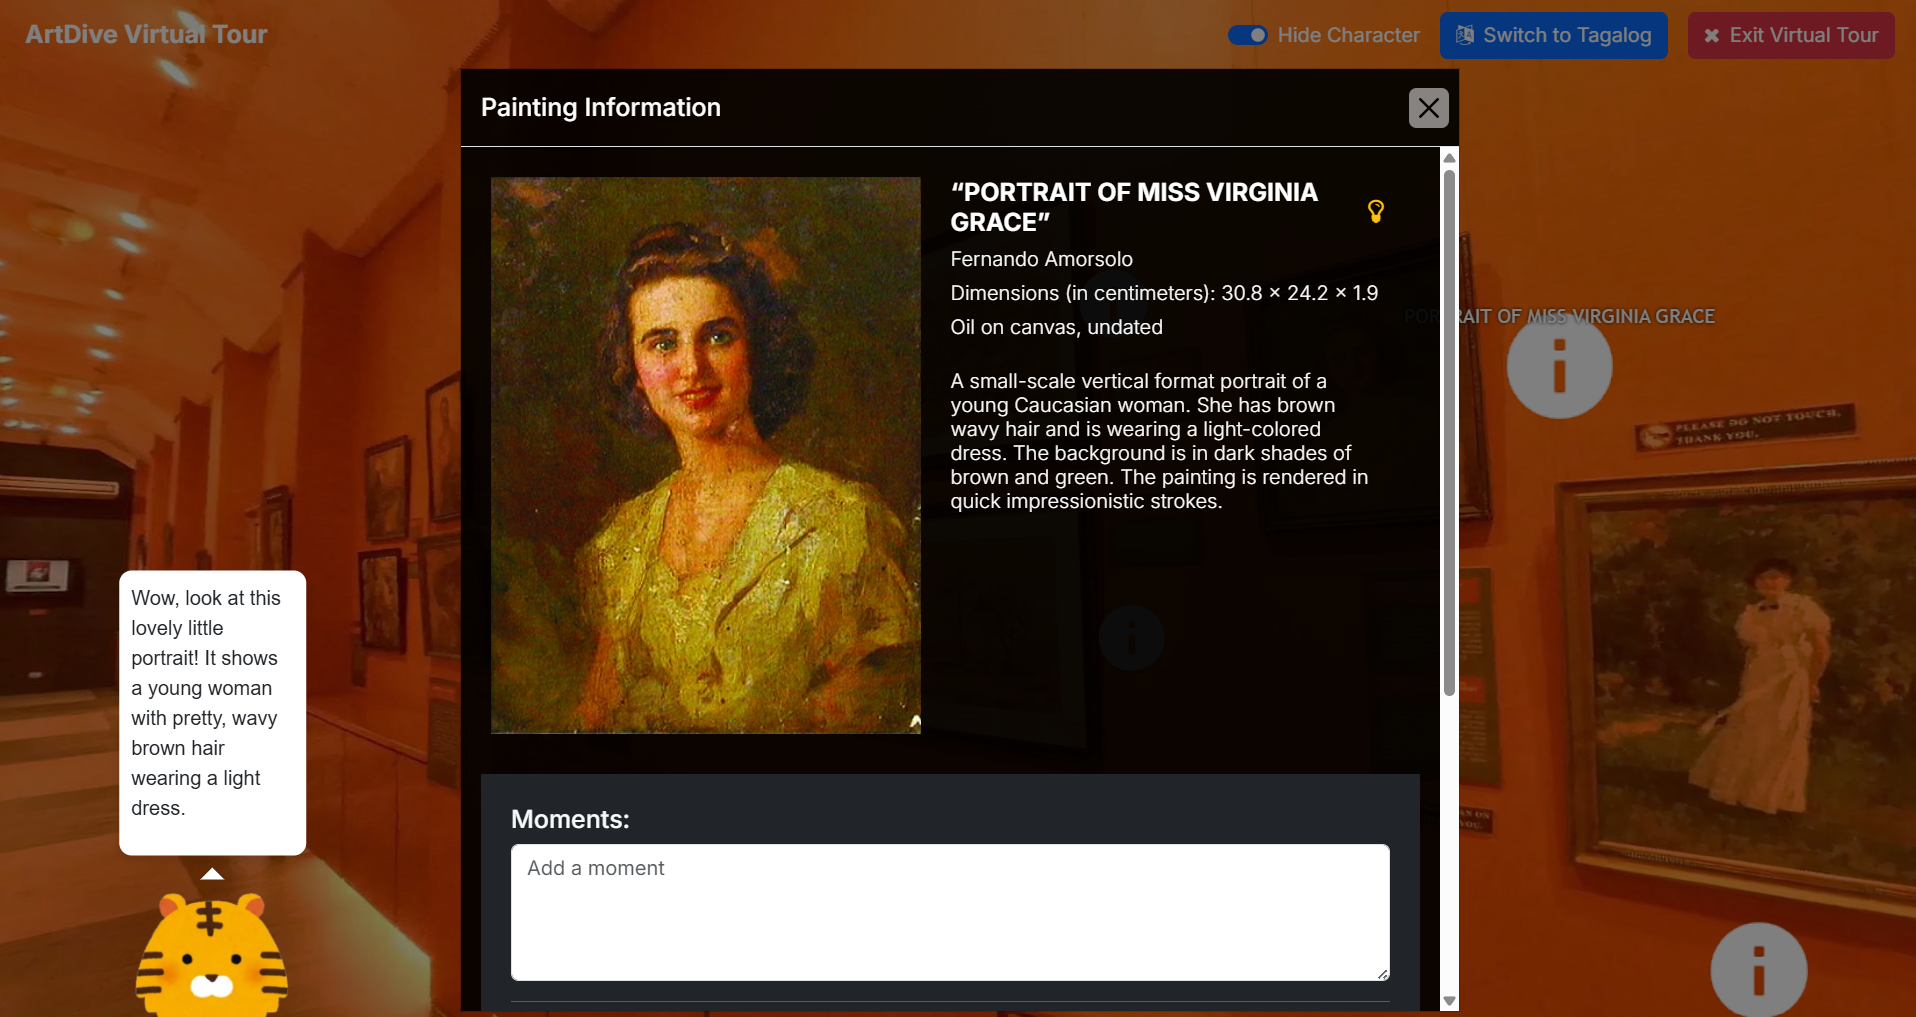 ArtDive Virtual Tour
Hide Character
Switch to Tagalog
Exit Virtual Tour
Painting Information
“PORTRAIT OF MISS VIRGINIA
GRACE”
Fernando Amorsolo
Dimensions (in centimeters): 30.8 × 24.2 × 1.9
Oil on canvas, undated
A small-scale vertical format portrait of a
young Caucasian woman. She has brown
wavy hair and is wearing a light-colored
dress. The background is in dark shades of
brown and green. The painting is rendered in
quick impressionistic strokes.
PORTRAIT OF MISS VIRGINIA GRACE
i
PLEASE DO NOT TOUCH.
THANK YOU.
i
Wow, look at this
lovely little
portrait! It shows
a young woman
with pretty, wavy
brown hair
wearing a light
dress.
Moments:
Add a moment
i